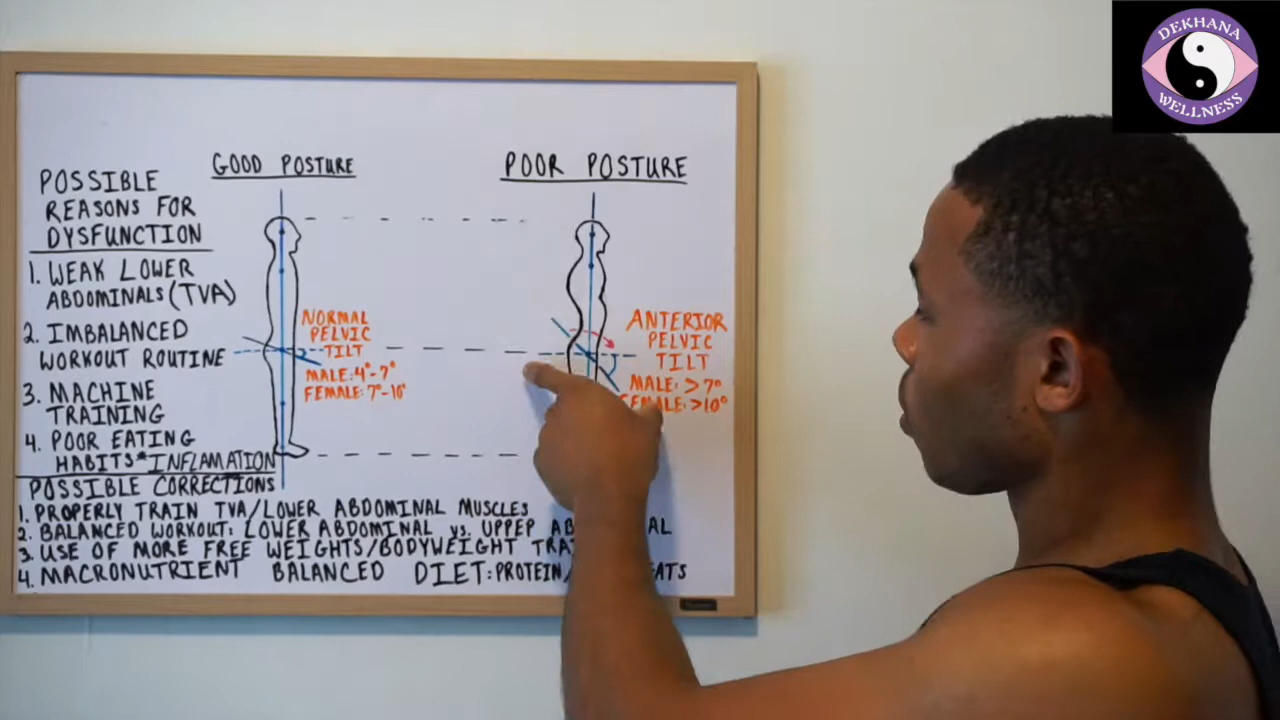 DEKHANA
WELLNESS
GOOD POSTURE
POOR POSTURE
POSSIBLE
REASONS FOR
DYSFUNCTION
1. WEAK LOWER
ABDOMINALS (TVA)
2. IMBALANCED
WORKOUT ROUTINE
3. MACHINE
TRAINING
4. POOR EATING
HABITS*INFLAMATION
NORMAL
PELVIC
TILT
MALE: 4°-7°
FEMALE: 7°-10°
ANTERIOR
PELVIC
TILT
MALE: >7°
FEMALE: >10°
POSSIBLE CORRECTIONS
1. PROPERLY TRAIN TVA/LOWER ABDOMINAL MUSCLES
2. BALANCED WORKOUT: LOWER ABDOMINAL vs. UPPEP
3. USE OF MORE FREE WEIGHTS/BODYWEIGHT
4. MACRONUTRIENT BALANCED DIET: PROTEIN/